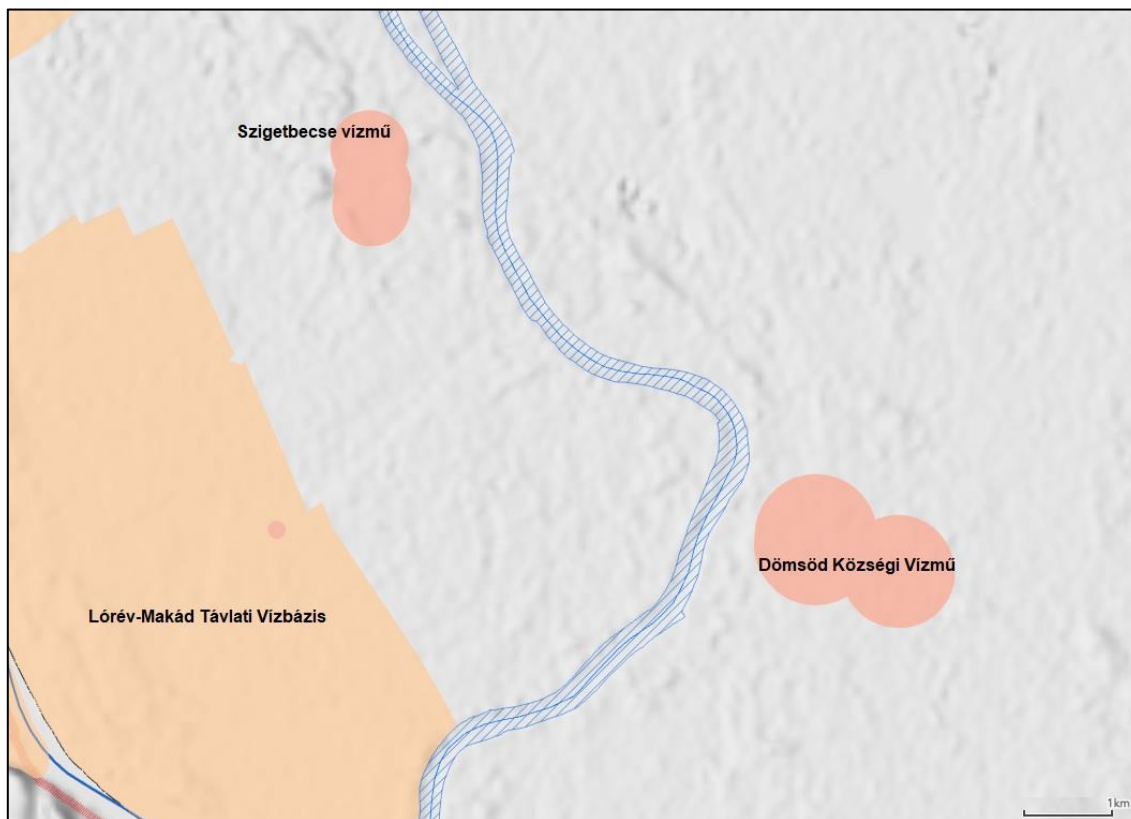 Szigetbecse vízmű
Dömsöd Községi Vízmű
Lórév-Makád Távlati Vízbázis
1km